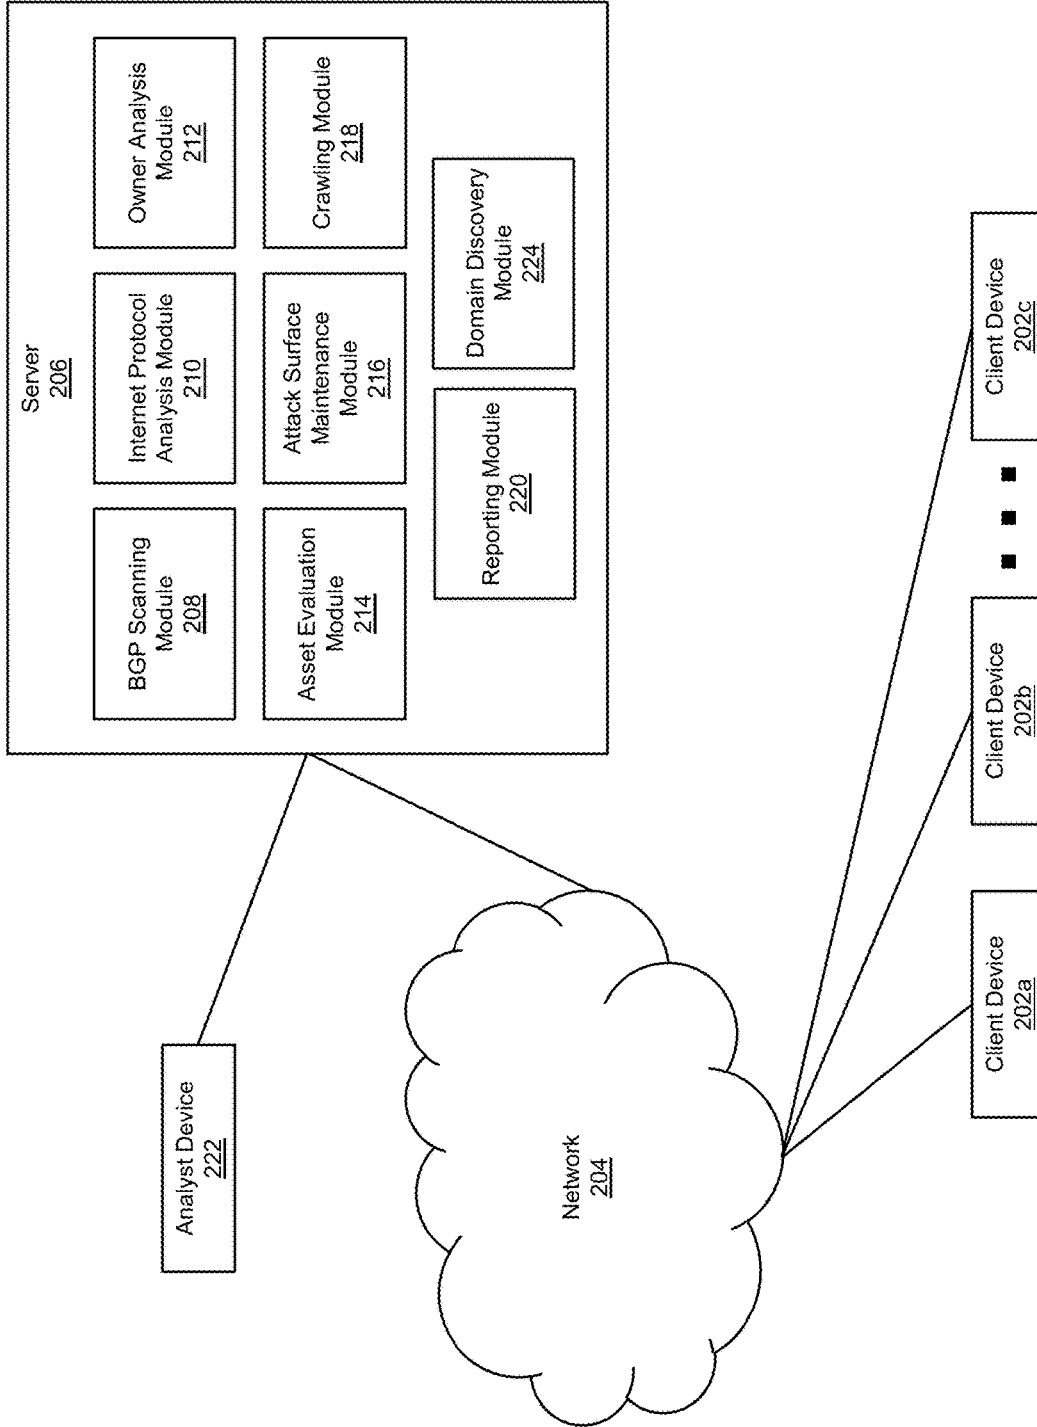 Server
206
BGP Scanning
Module
208
Internet Protocol
Analysis Module
210
Owner Analysis
Module
212
Asset Evaluation
Module
214
Attack Surface
Maintenance
Module
216
Crawling Module
218
Reporting Module
220
Domain Discovery
Module
224
Analyst Device
222
Network
204
Client Device
202a
Client Device
202b
Client Device
202c